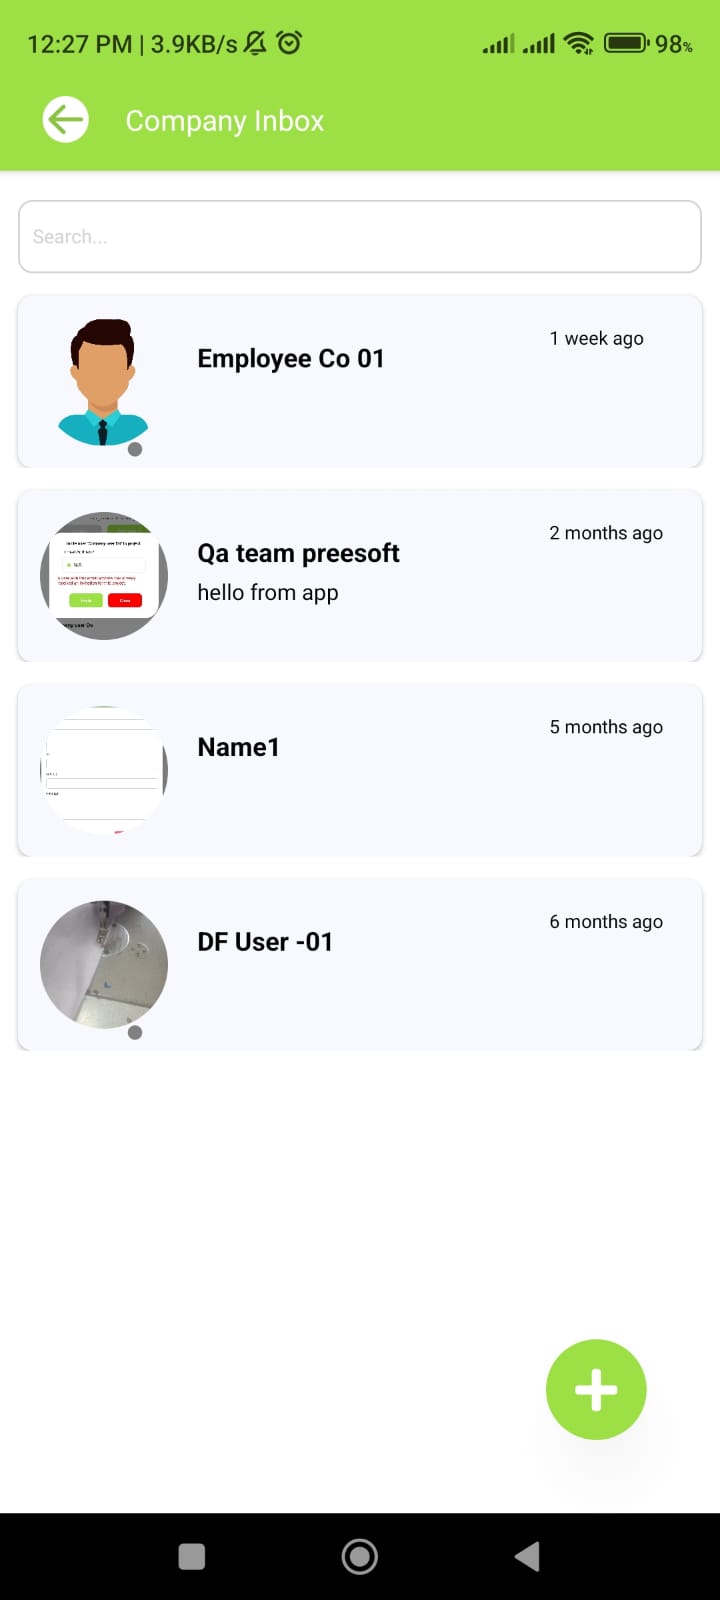 12:27 PM | 3.9KB/s 98%
Company Inbox
Search...
Employee Co 01
1 week ago
Qa team preesoft
2 months ago
hello from app
Name1
5 months ago
DF User -01
6 months ago